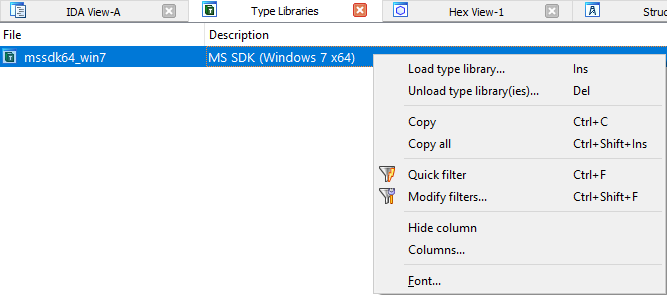 IDA View-A
Type Libraries
Hex View-1
Struc
File
Description
mssdk64_win7
MS SDK (Windows 7 x64)
Load type library... Ins
Unload type library(ies)... Del
Copy Ctrl+C
Copy all Ctrl+Shift+Ins
Quick filter Ctrl+F
Modify filters... Ctrl+Shift+F
Hide column
Columns...
Font...